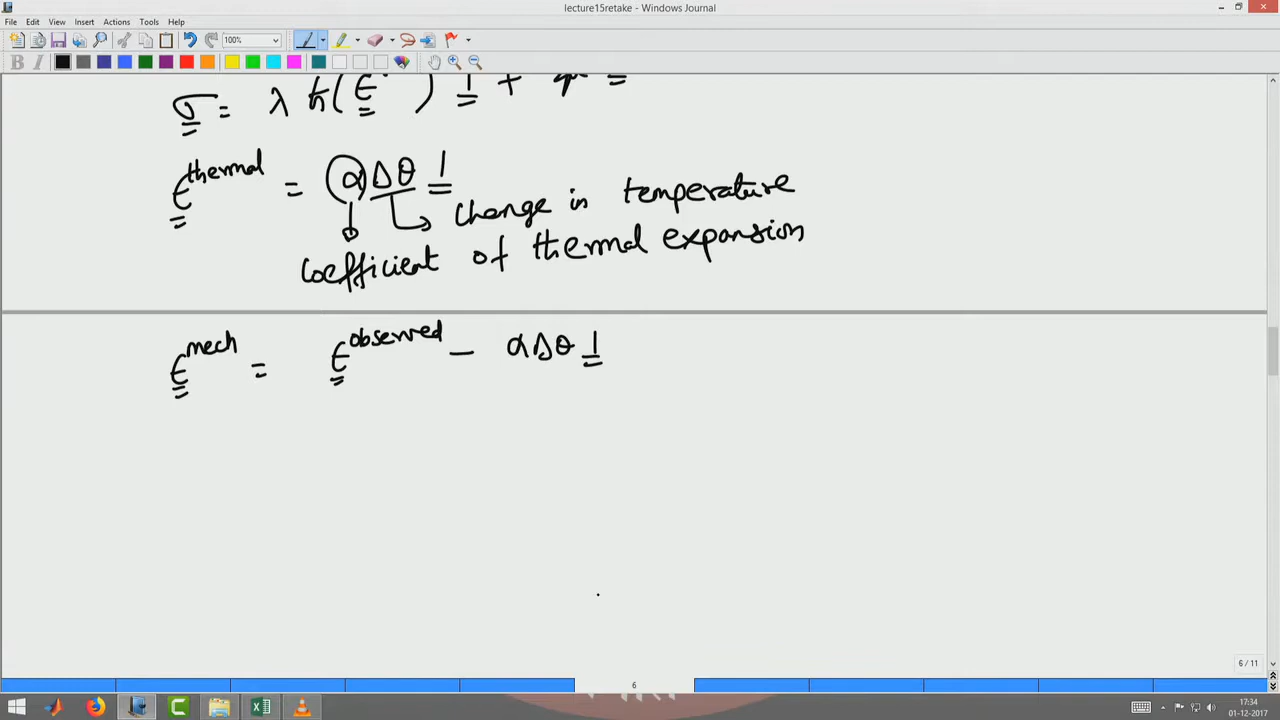 lecture15retake - Windows Journal
File Edit View Insert Actions Tools Help
100%
B I
σ = λ tr(ε ) 1 +
ε^thermal = α Δθ 1
change in temperature
coefficient of thermal expansion
ε^mech = ε^observed - αΔθ 1
6 / 11
6
17:34
01-12-2017